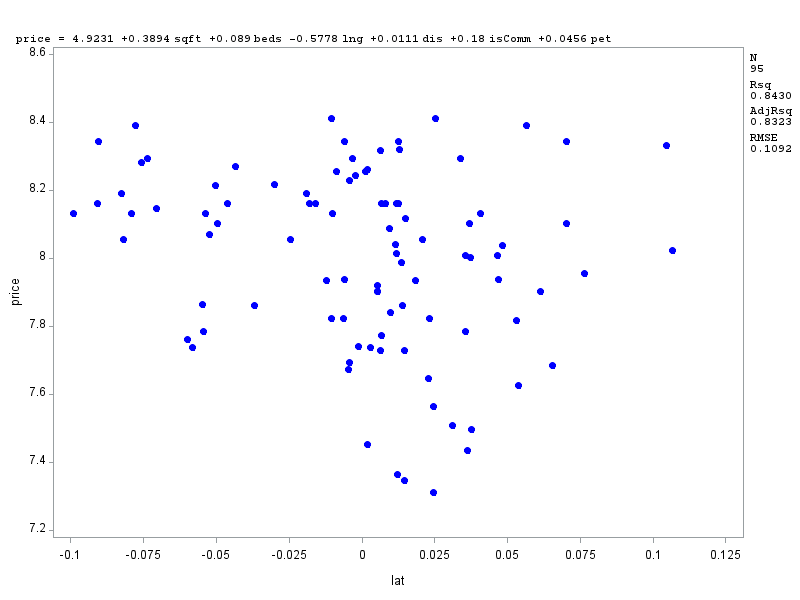 price = 4.9231 +0.3894 sqft +0.089 beds -0.5778 lng +0.0111 dis +0.18 isComm +0.0456 pet
N
95
Rsq
0.8430
AdjRsq
0.8323
RMSE
0.1092
8.6
8.4
8.2
8
7.8
7.6
7.4
7.2
price
-0.1 -0.075 -0.05 -0.025 0 0.025 0.05 0.075 0.1 0.125
lat